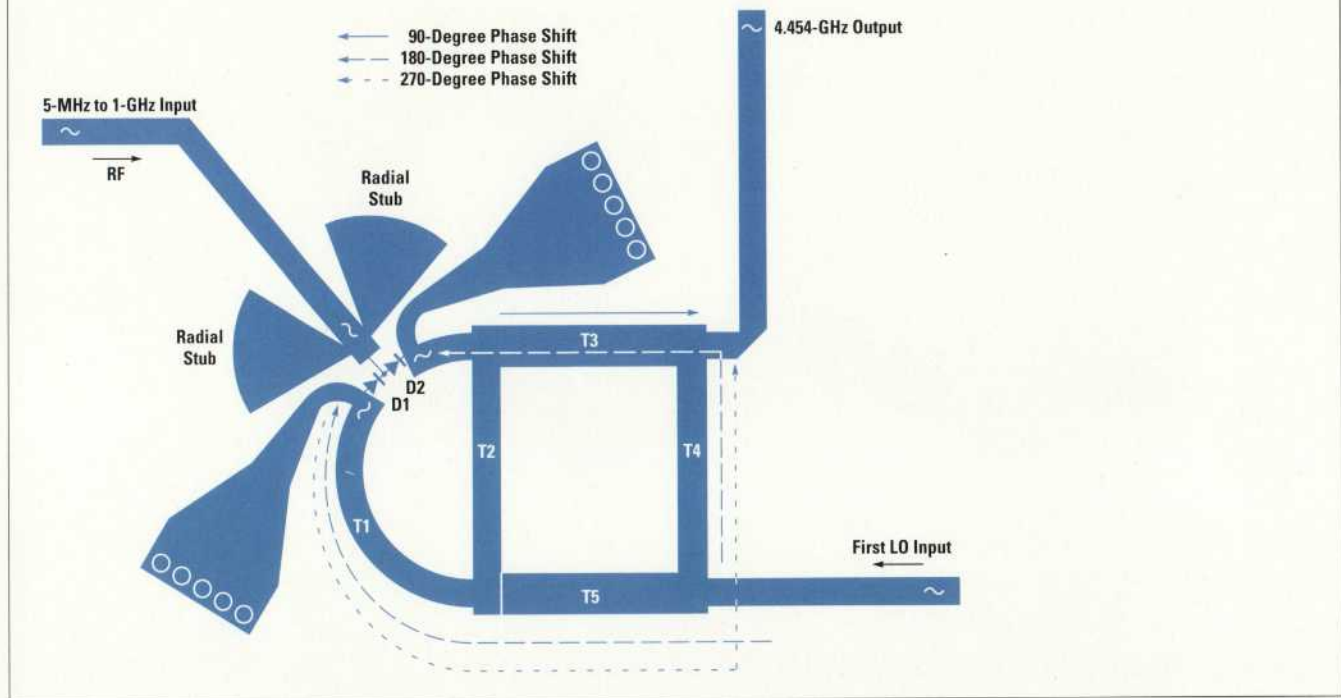 90-Degree Phase Shift
180-Degree Phase Shift
270-Degree Phase Shift
4.454-GHz Output
5-MHz to 1-GHz Input
RF
Radial
Stub
Radial
Stub
D2
D1
T3
T2
T4
T1
T5
First LO Input